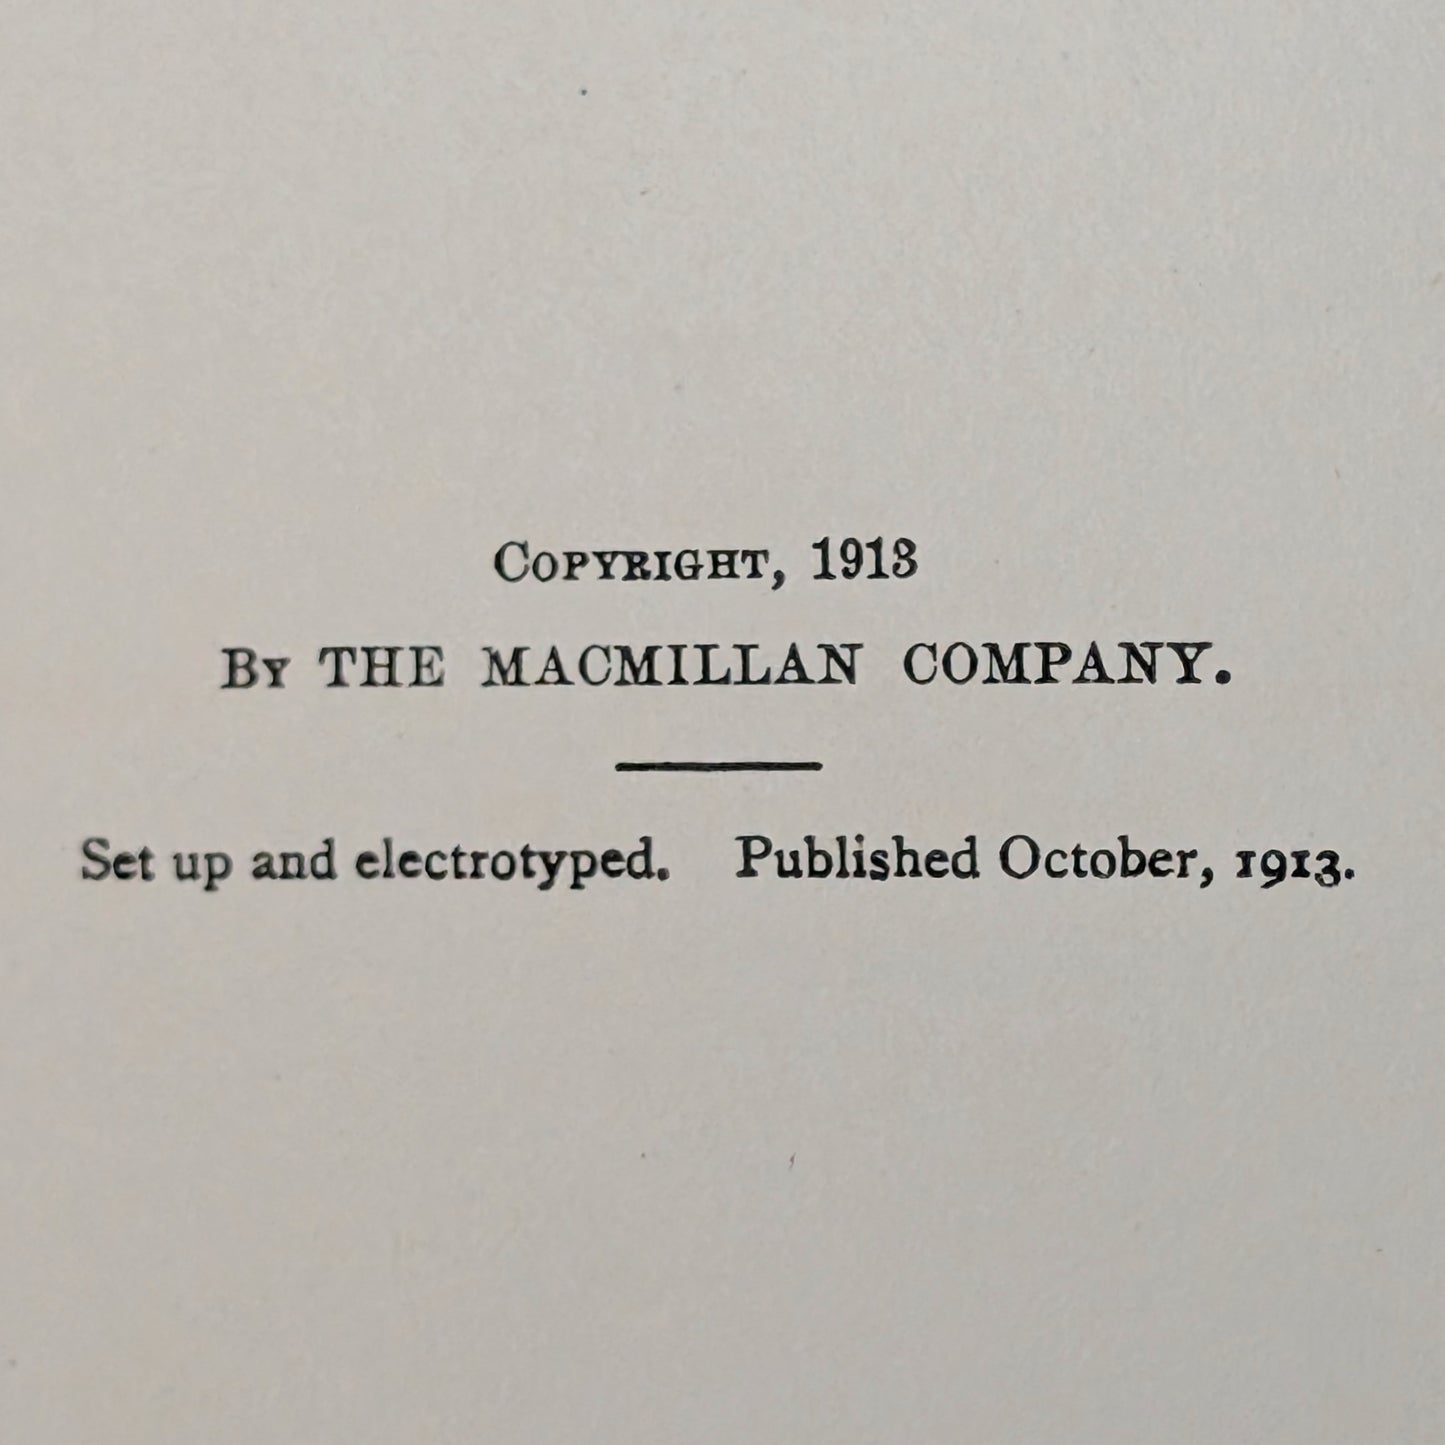 Copyright, 1913
By THE MACMILLAN COMPANY.
Set up and electrotyped. Published October, 1913.